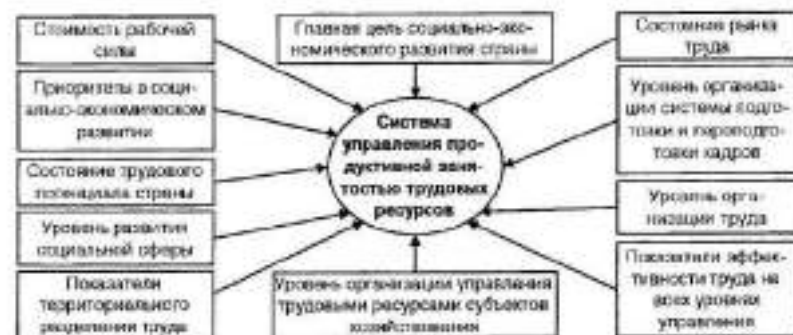 Стоимость рабочей
силы
Приоритеты в соци-
ально-экономическом
развитии
Состояние трудового
потенциала страны
Уровень развития
социальной сферы
Показатели
территориального
разделения труда
Главная цель социально-эко-
номического развития страны
Система
управления про-
дуктивной заня-
тостью трудовых
ресурсов
Уровень организации управления
трудовыми ресурсами субъектов
хозяйствования
Состояние рынка
труда
Уровень организа-
ции системы подго-
товки и переподго-
товки кадров
Уровень орга-
низации труда
Показатели эффек-
тивности труда на
всех уровнях
управления